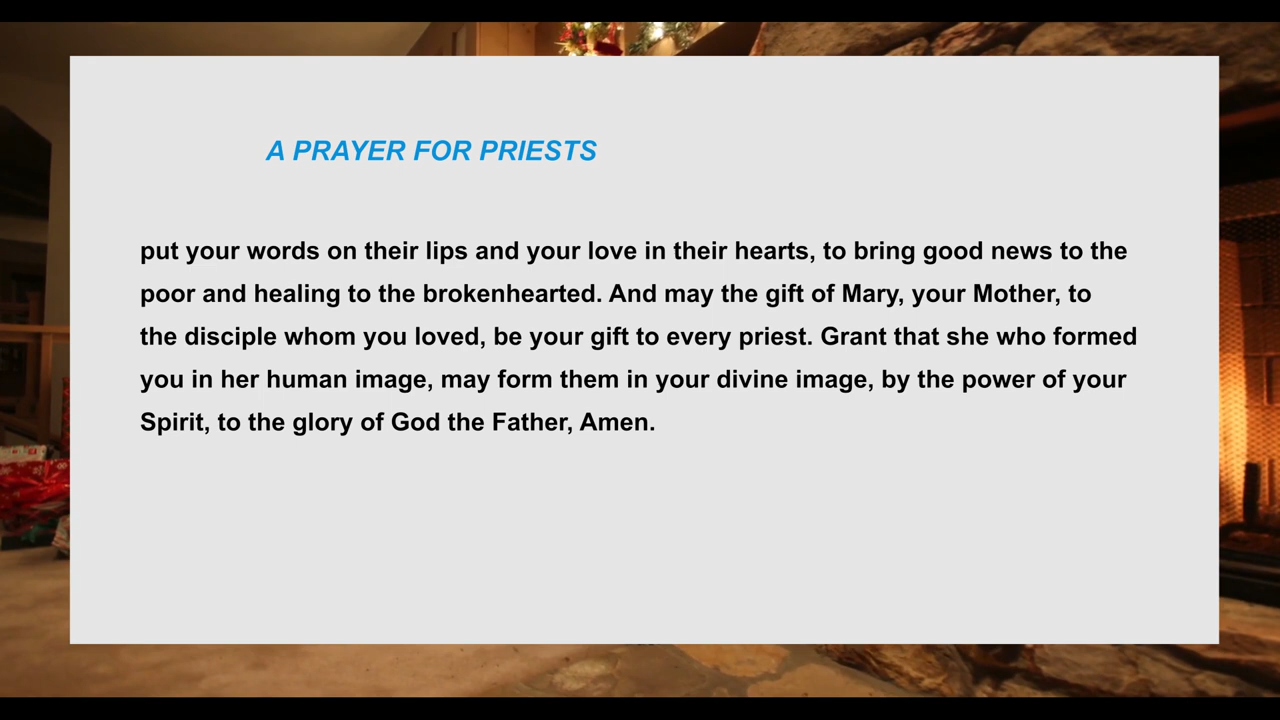 A PRAYER FOR PRIESTS
put your words on their lips and your love in their hearts, to bring good news to the
poor and healing to the brokenhearted. And may the gift of Mary, your Mother, to
the disciple whom you loved, be your gift to every priest. Grant that she who formed
you in her human image, may form them in your divine image, by the power of your
Spirit, to the glory of God the Father, Amen.